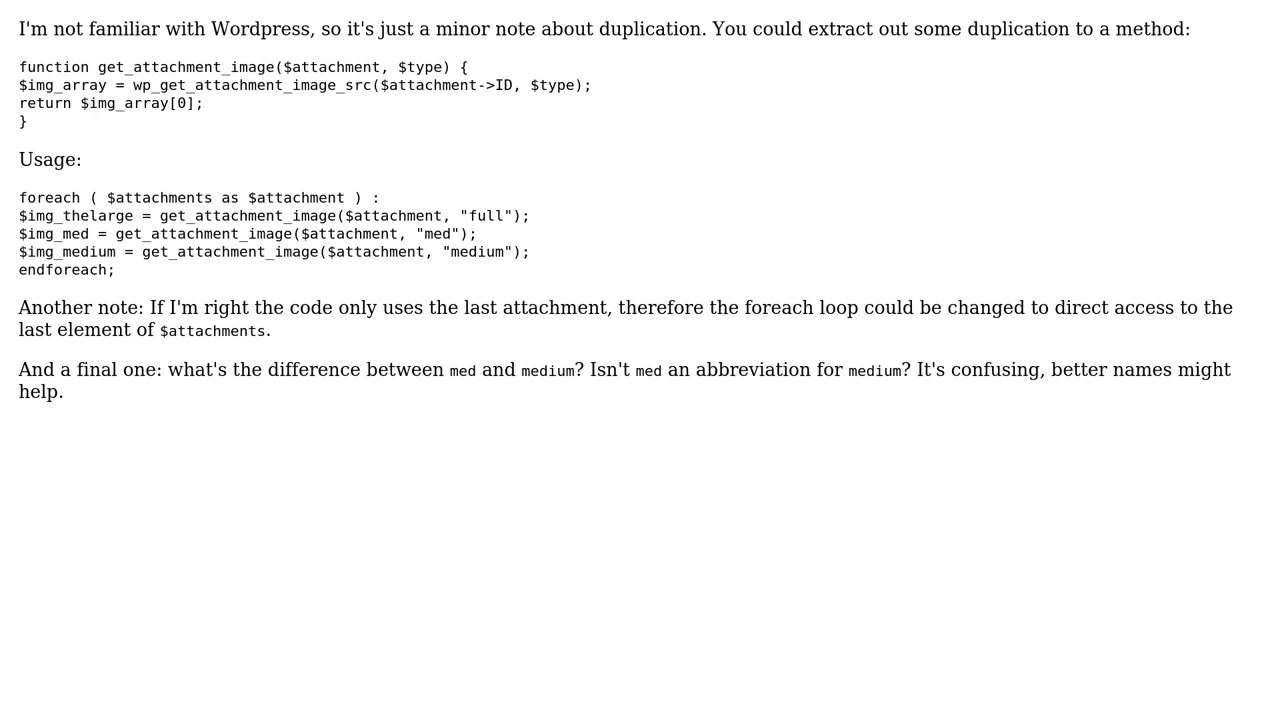 I'm not familiar with Wordpress, so it's just a minor note about duplication. You could extract out some duplication to a method:
function get_attachment_image($attachment, $type) {
$img_array = wp_get_attachment_image_src($attachment->ID, $type);
return $img_array[0];
}
Usage:
foreach ( $attachments as $attachment ) :
$img_thelarge = get_attachment_image($attachment, "full");
$img_med = get_attachment_image($attachment, "med");
$img_medium = get_attachment_image($attachment, "medium");
endforeach;
Another note: If I'm right the code only uses the last attachment, therefore the foreach loop could be changed to direct access to the
last element of $attachments.
And a final one: what's the difference between med and medium? Isn't med an abbreviation for medium? It's confusing, better names might
help.